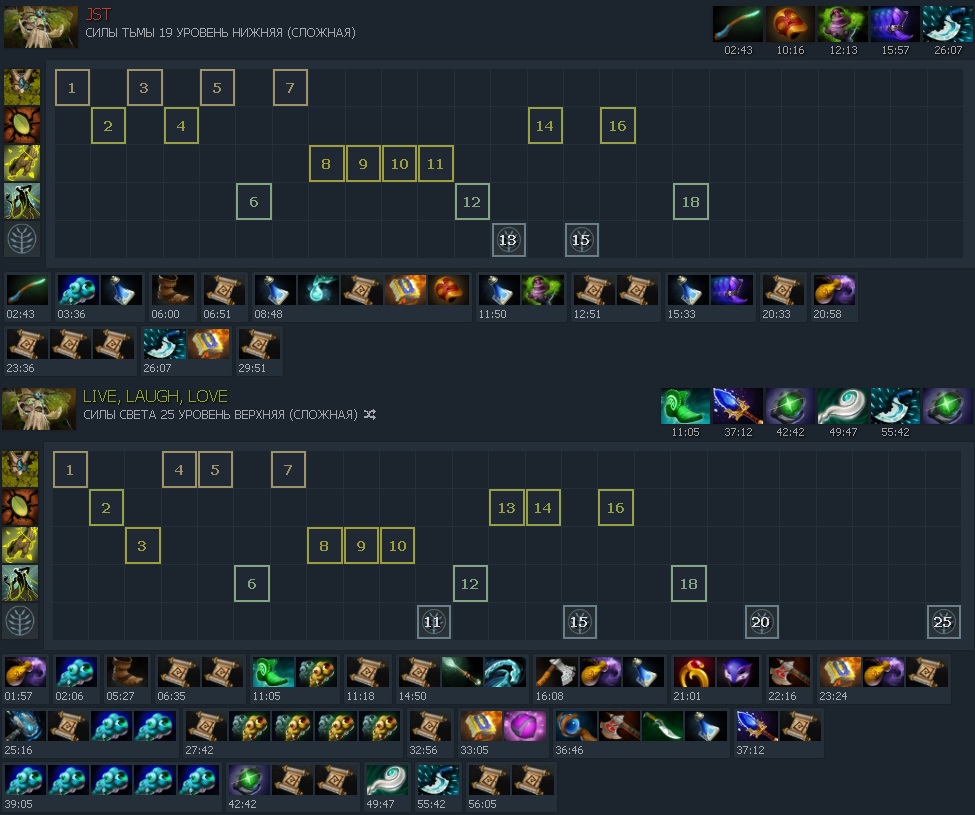 JST
СИЛЫ ТЬМЫ 19 УРОВЕНЬ НИЖНЯЯ (СЛОЖНАЯ)
02:43 10:16 12:13 15:57 26:07
1 3 5 7
2 4 14 16
8 9 10 11
6 12 18
13 15
02:43 03:36 06:00 06:51 08:48 11:50 12:51 15:33 20:33 20:58
23:36 26:07 29:51
LIVE, LAUGH, LOVE
СИЛЫ СВЕТА 25 УРОВЕНЬ ВЕРХНЯЯ (СЛОЖНАЯ)
11:05 37:12 42:42 49:47 55:42
1 4 5 7
2 13 14 16
3 8 9 10
6 12 18
11 15 20 25
01:57 02:06 05:27 06:35 11:05 11:18 14:50 16:08 21:01 22:16 23:24
25:16 27:42 32:56 33:05 36:46 37:12
39:05 42:42 49:47 55:42 56:05